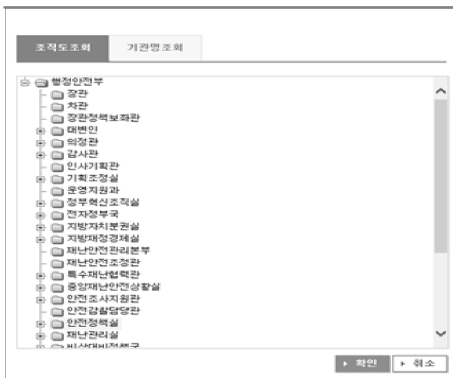 조직도조회
기관명조회
행정안전부
장관
차관
장관정책보좌관
대변인
의정관
감사관
인사기획관
기획조정실
운영지원과
정부혁신조직실
전자정부국
지방자치분권실
지방재정경제실
재난안전관리본부
재난안전조정관
특수재난협력관
중앙재난안전상황실
안전조사지원관
안전감찰담당관
안전정책실
재난관리실
비상대비정책국
확인
취소